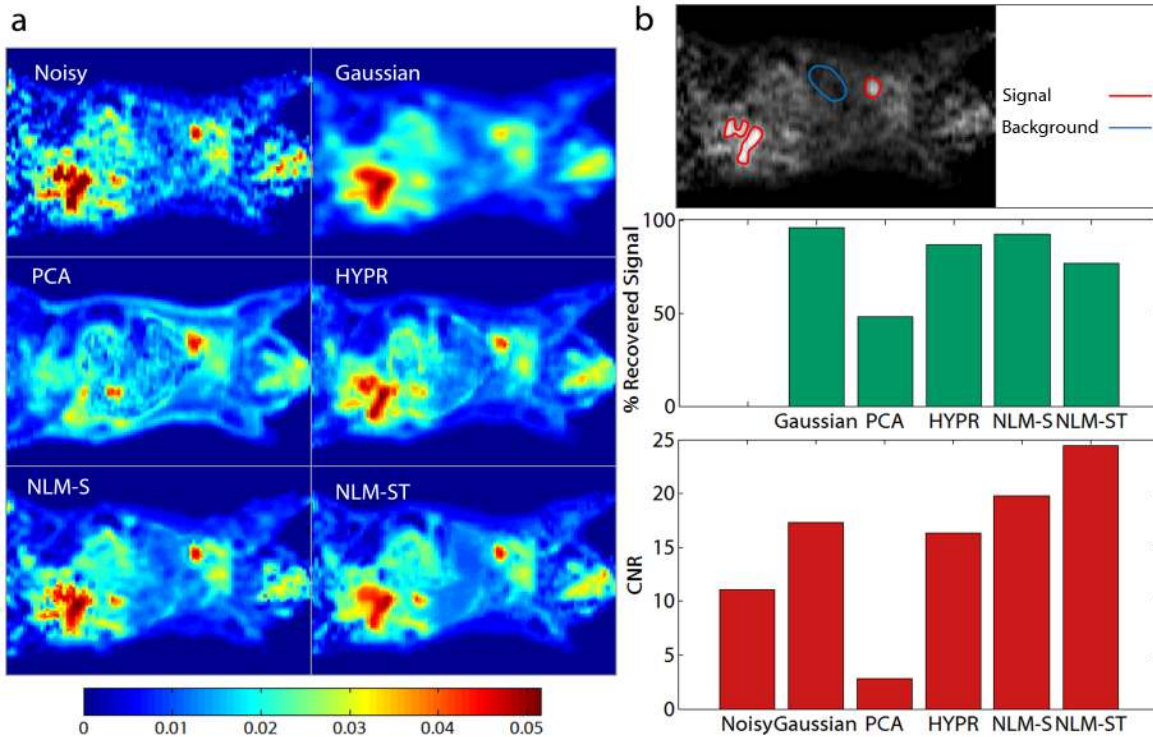 a
Noisy
Gaussian
PCA
HYPR
NLM-S
NLM-ST
0 0.01 0.02 0.03 0.04 0.05
b
Signal
Background
% Recovered Signal
100
50
0
Gaussian PCA HYPR NLM-S NLM-ST
CNR
25
20
15
10
5
0
Noisy Gaussian PCA HYPR NLM-S NLM-ST